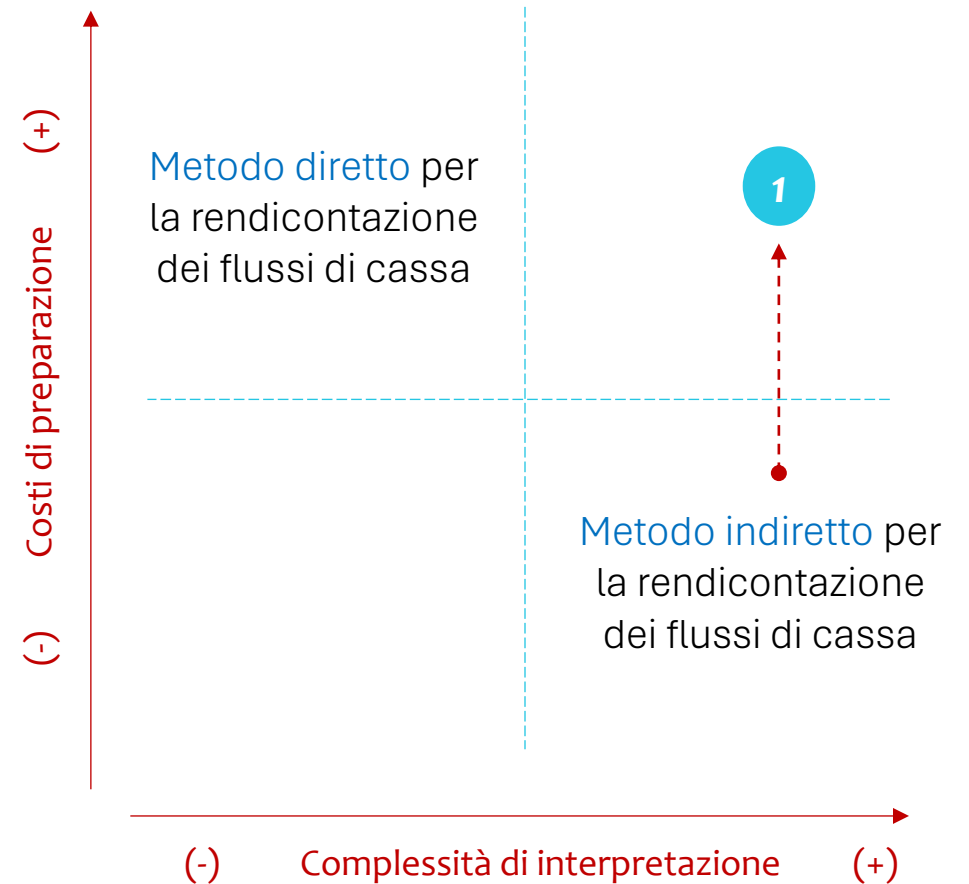 (+)
Costi di preparazione
(-)
Metodo diretto per
la rendicontazione
dei flussi di cassa
1
Metodo indiretto per
la rendicontazione
dei flussi di cassa
(-) Complessità di interpretazione (+)